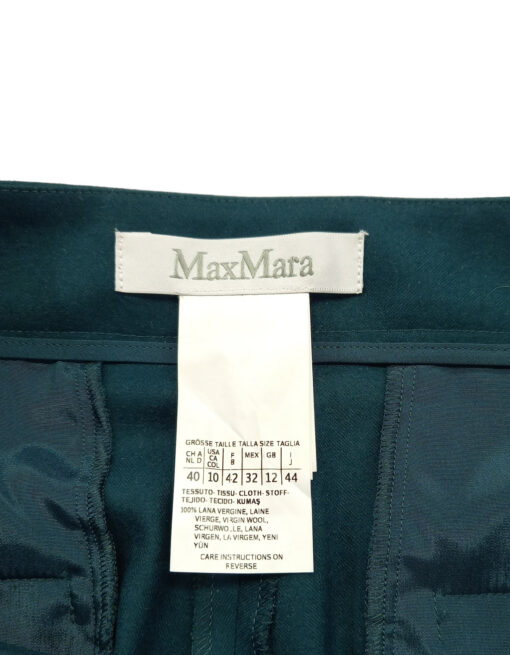 MaxMara
GRÖSSE TAILLE TALLA SIZE TAGLIA
CH A NL D USA CA COL F B MEX GB I J
40 10 42 32 12 44
TESSUTO- TISSU- CLOTH- STOFF-
TEJIDO- TECIDO- KUMAŞ
100% LANA VERGINE, LAINE
VIERGE, VIRGIN WOOL,
SCHURWOLLE, LANA
VIRGEN, LA VIRGEM, YENI
YÜN
CARE INSTRUCTIONS ON
REVERSE